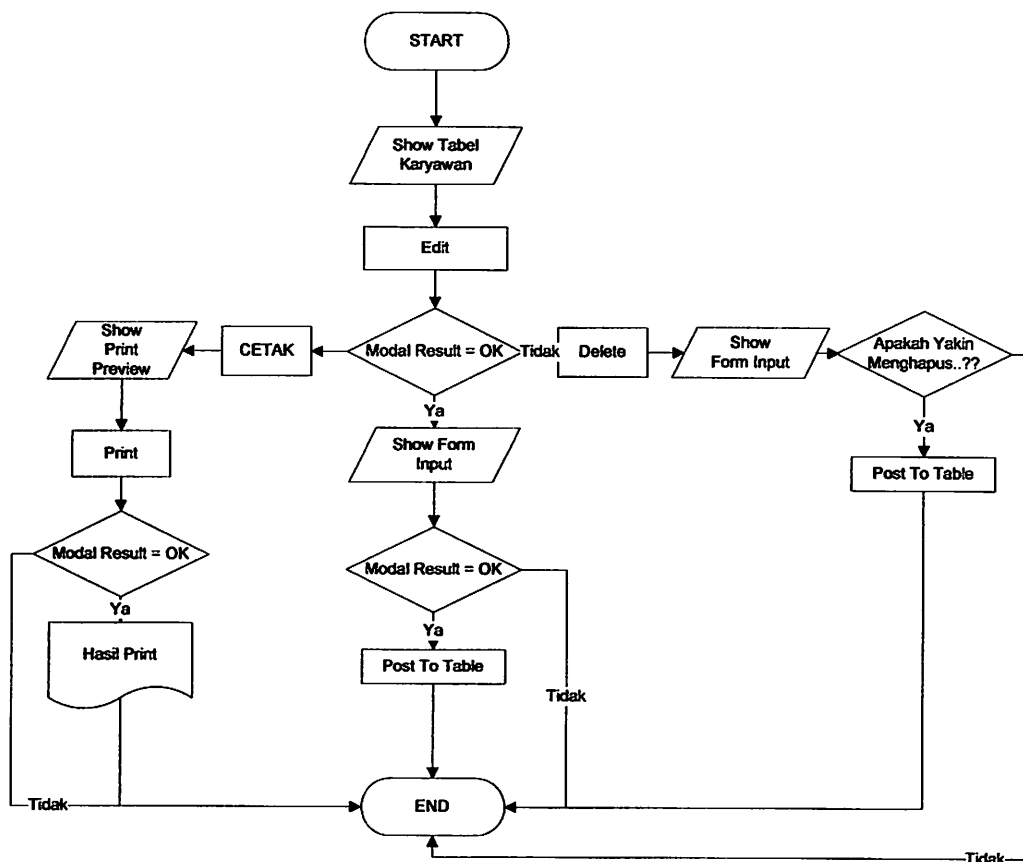 START
Show Tabel
Karyawan
Edit
Show
Print
Preview
CETAK
Modal Result = OK
Tidak
Delete
Show
Form Input
Apakah Yakin
Menghapus..??
Ya
Show Form
Input
Ya
Post To Table
Print
Modal Result = OK
Ya
Hasil Print
Modal Result = OK
Ya
Post To Table
Tidak
Tidak
END
Tidak